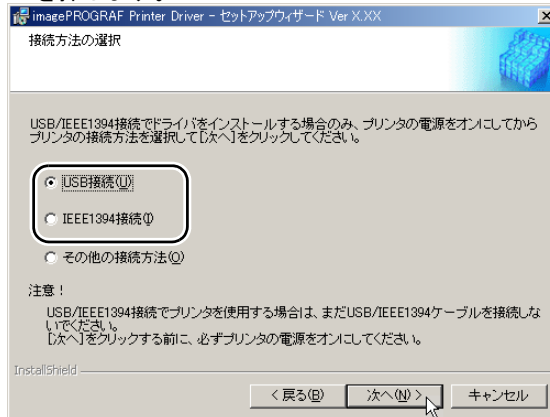 imagePROGRAF Printer Driver - セットアップウィザード Ver X.XX
接続方法の選択
USB/IEEE1394接続でドライバをインストールする場合のみ、プリンタの電源をオンにしてから
プリンタの接続方法を選択して[次へ]をクリックしてください。
USB接続(U)
IEEE1394接続(I)
その他の接続方法(O)
注意！
USB/IEEE1394接続でプリンタを使用する場合は、まだUSB/IEEE1394ケーブルを接続しな
いでください。
[次へ]をクリックする前に、必ずプリンタの電源をオンにしてください。
InstallShield
< 戻る(B)
次へ(N) >
キャンセル